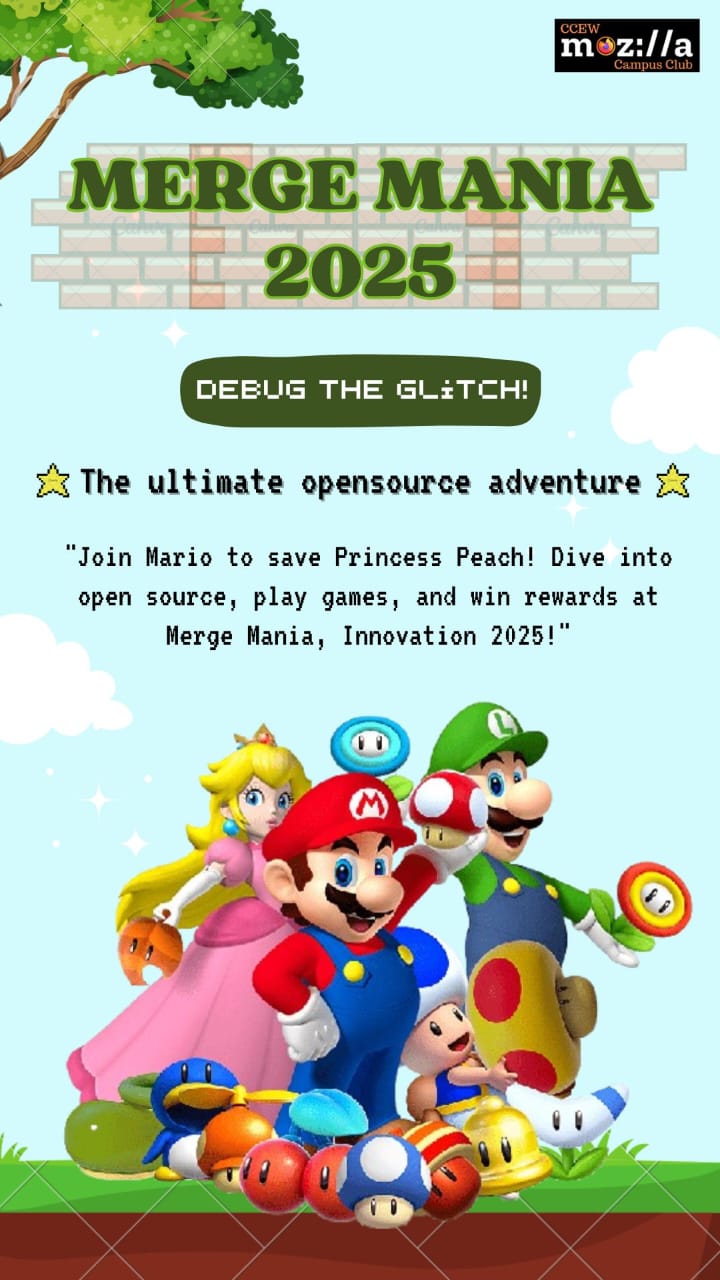 CCEW
moz://a
Campus Club
MERGE MANIA
2025
DEBUG THE GLiTCH!
The ultimate opensource adventure
"Join Mario to save Princess Peach! Dive into
open source, play games, and win rewards at
Merge Mania, Innovation 2025!"
M
L